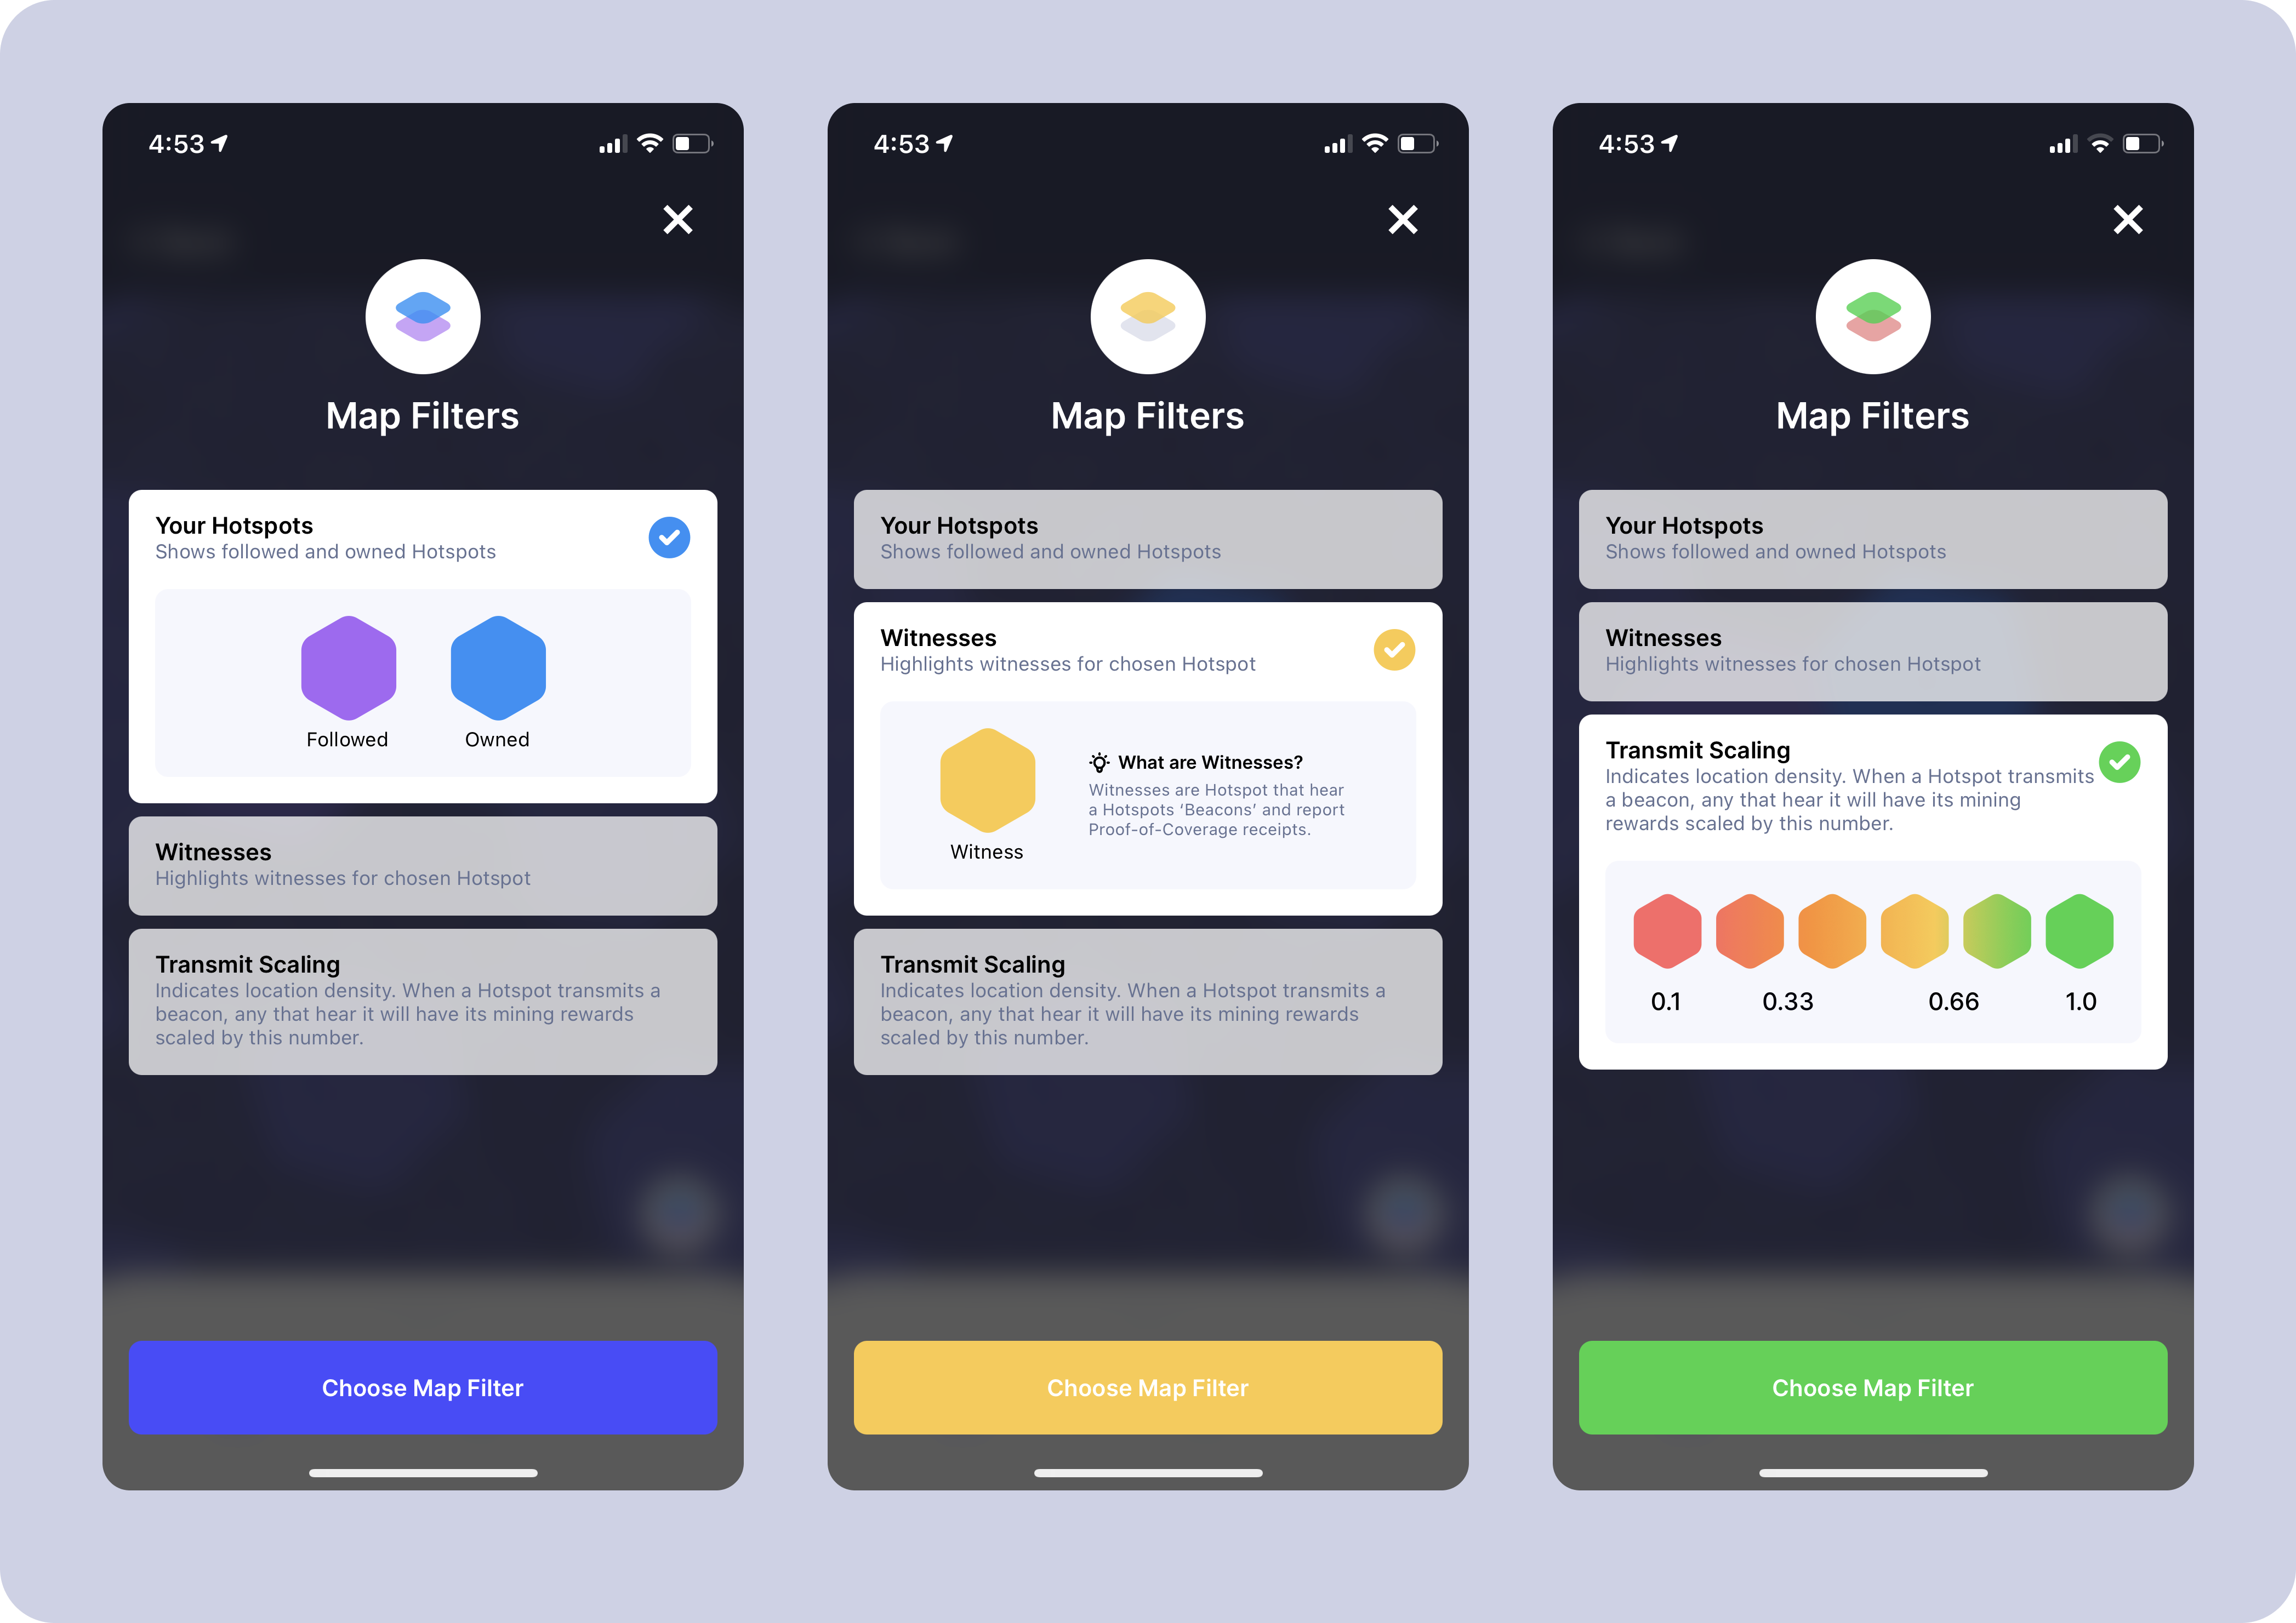 4:53
Map Filters
Your Hotspots
Shows followed and owned Hotspots
Followed
Owned
Witnesses
Highlights witnesses for chosen Hotspot
Transmit Scaling
Indicates location density. When a Hotspot transmits a
beacon, any that hear it will have its mining rewards
scaled by this number.
Choose Map Filter
4:53
Map Filters
Your Hotspots
Shows followed and owned Hotspots
Witnesses
Highlights witnesses for chosen Hotspot
Witness
What are Witnesses?
Witnesses are Hotspot that hear
a Hotspots ‘Beacons’ and report
Proof-of-Coverage receipts.
Transmit Scaling
Indicates location density. When a Hotspot transmits a
beacon, any that hear it will have its mining rewards
scaled by this number.
Choose Map Filter
4:53
Map Filters
Your Hotspots
Shows followed and owned Hotspots
Witnesses
Highlights witnesses for chosen Hotspot
Transmit Scaling
Indicates location density. When a Hotspot transmits
a beacon, any that hear it will have its mining
rewards scaled by this number.
0.1 0.33 0.66 1.0
Choose Map Filter